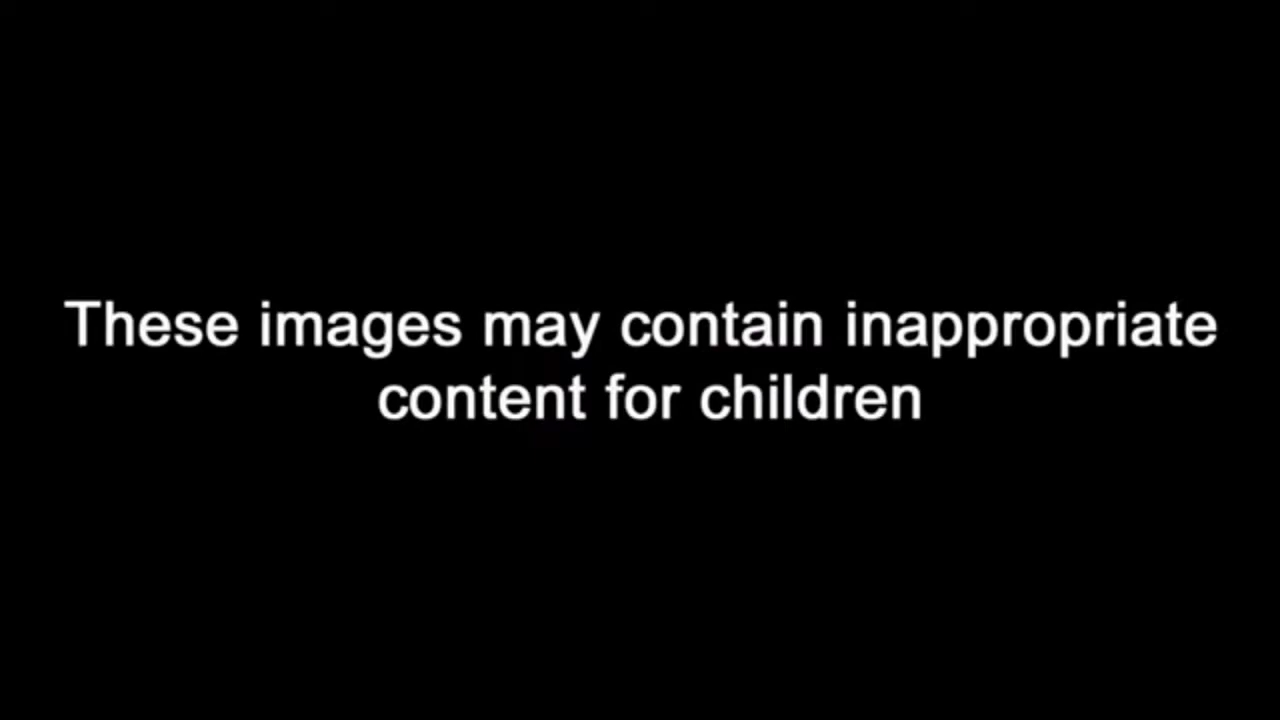 These images may contain inappropriate
content for children